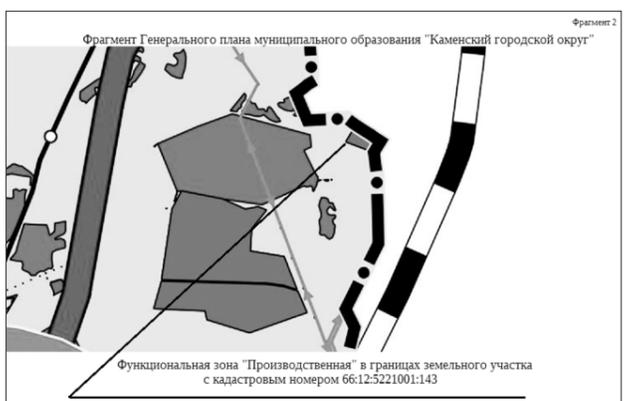 Фрагмент 2
Фрагмент Генерального плана муниципального образования "Каменский городской округ"
Функциональная зона "Производственная" в границах земельного участка
с кадастровым номером 66:12:5221001:143